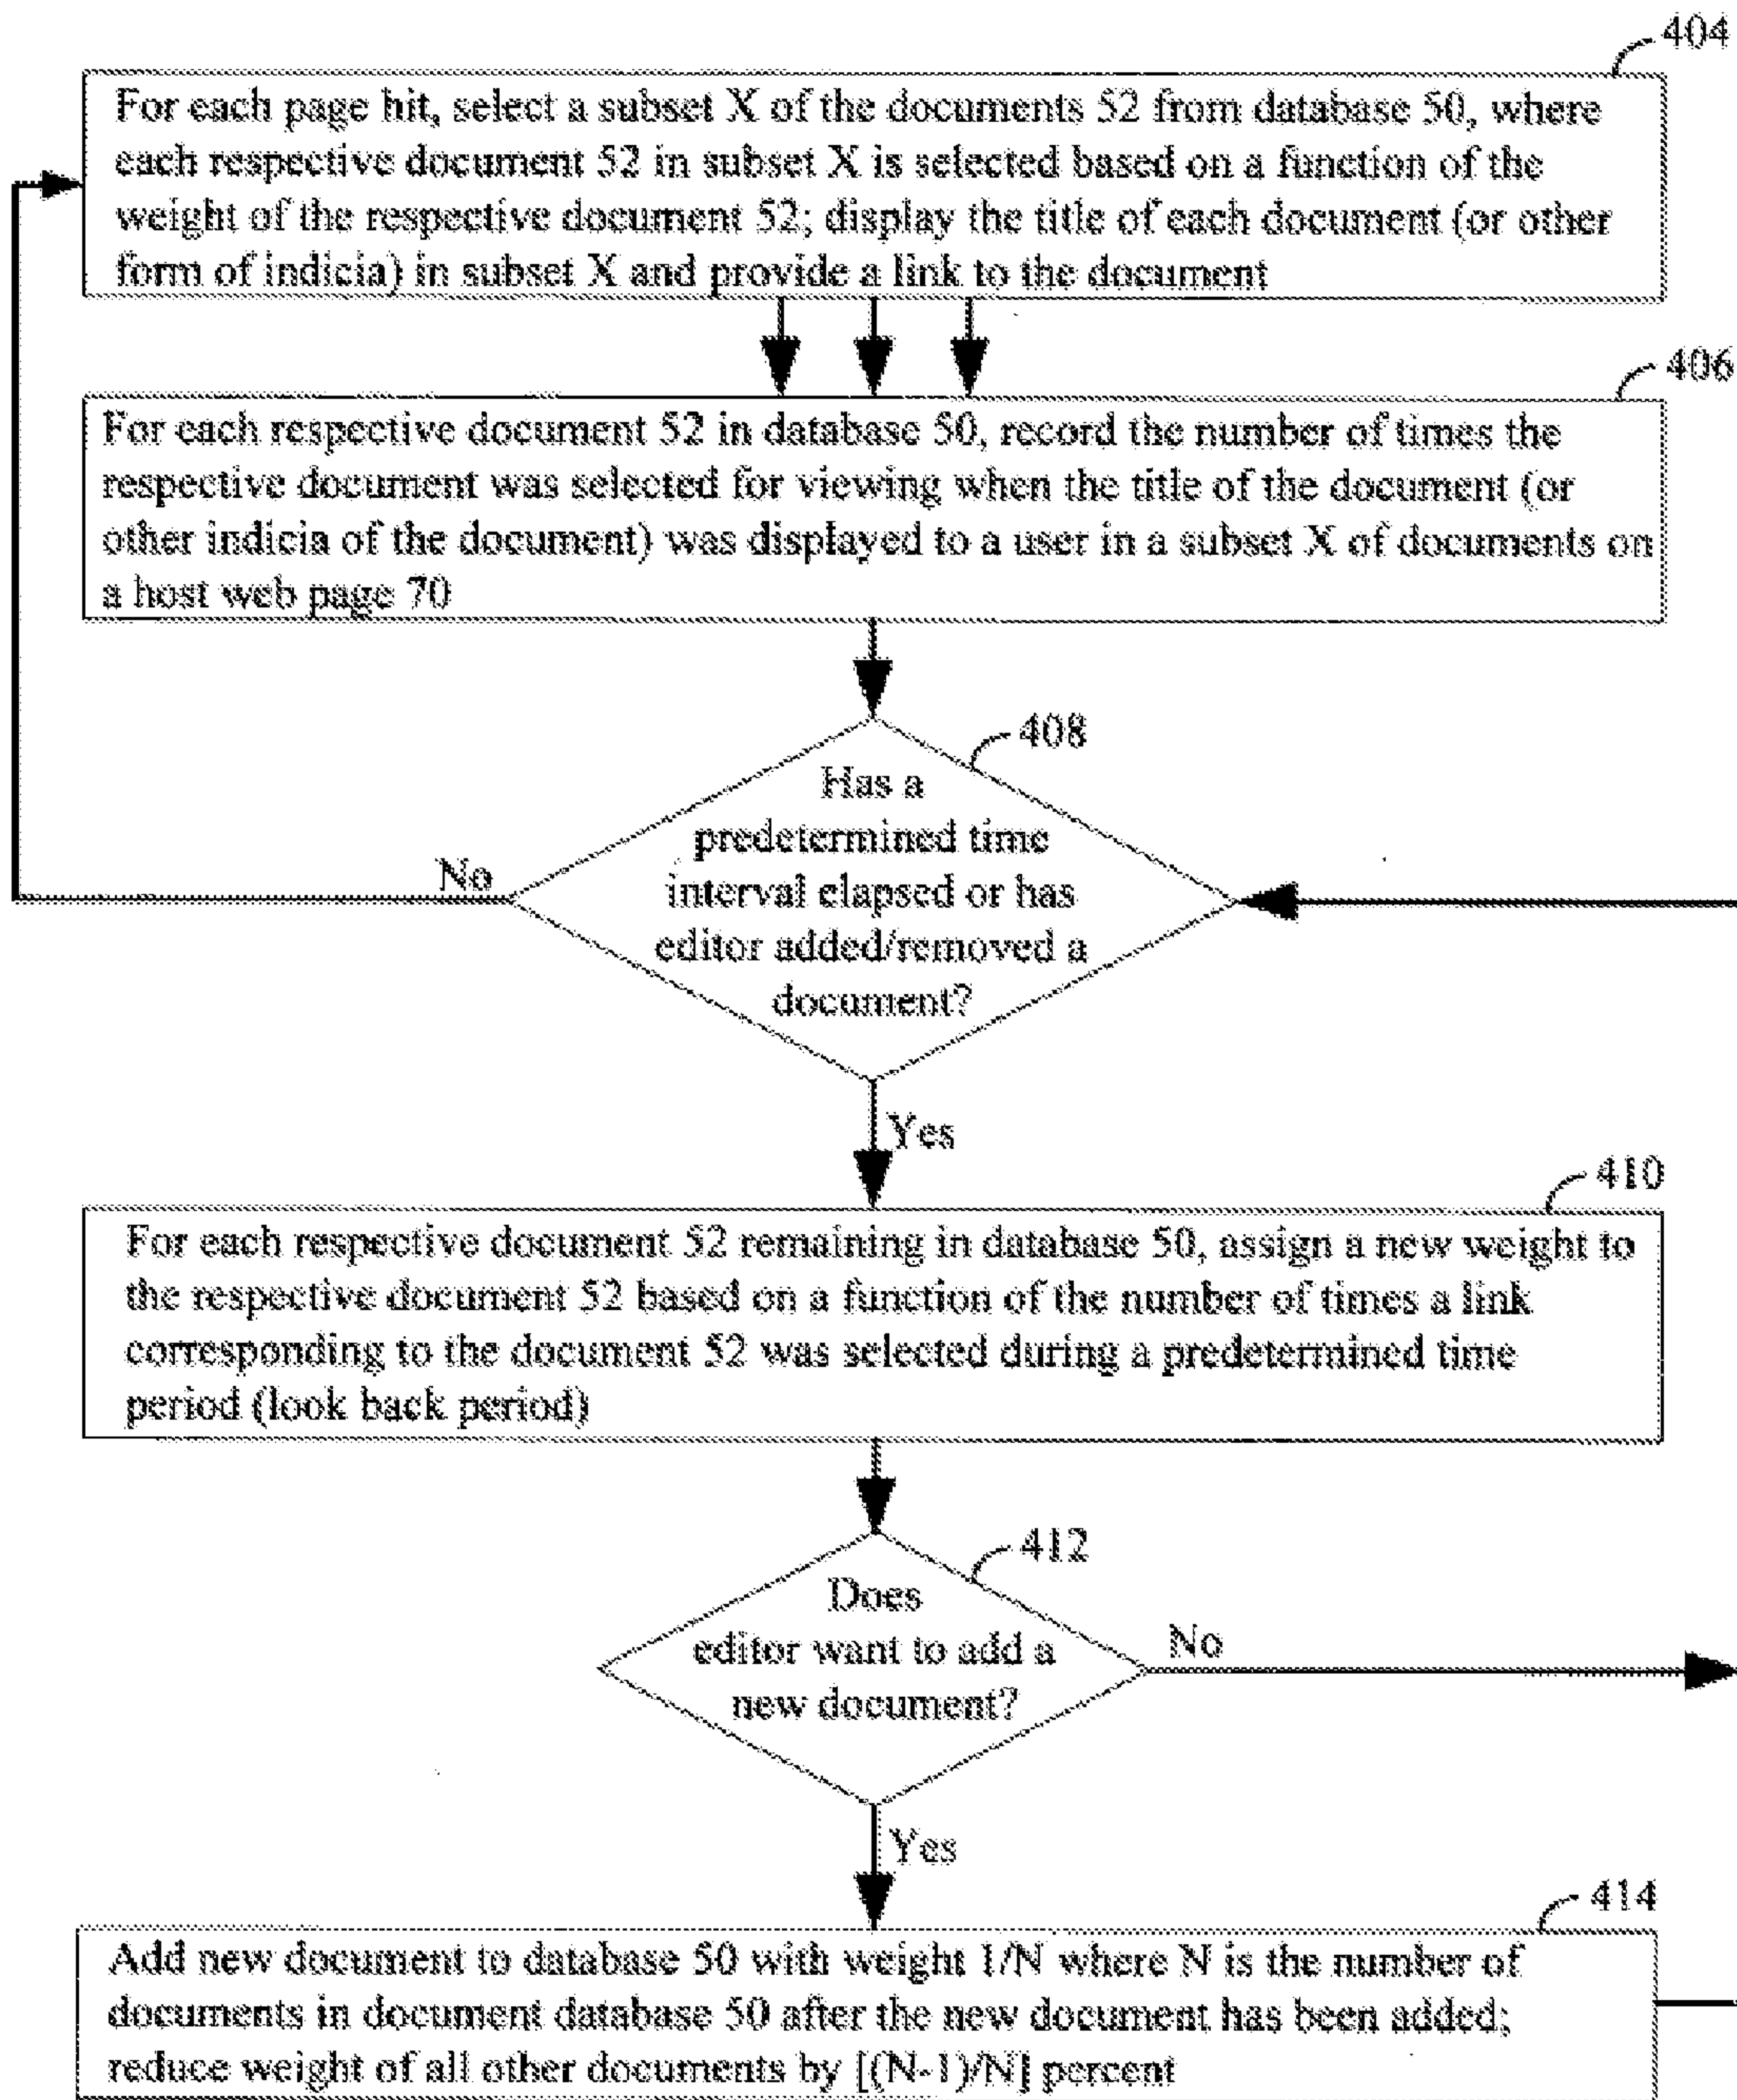 404
For each page hit, select a subset X of the documents 52 from database 50, where
each respective document 52 in subset X is selected based on a function of the
weight of the respective document 52; display the title of each document (or other
form of indicia) in subset X and provide a link to the document
406
For each respective document 52 in database 50, record the number of times the
respective document was selected for viewing when the title of the document (or
other indicia of the document) was displayed to a user in a subset X of documents on
a host web page 70
408
Has a
predetermined time
interval elapsed or has
editor added/removed a
document?
No
Yes
410
For each respective document 52 remaining in database 50, assign a new weight to
the respective document 52 based on a function of the number of times a link
corresponding to the document 52 was selected during a predetermined time
period (look back period)
412
Does
editor want to add a
new document?
No
Yes
414
Add new document to database 50 with weight 1/N where N is the number of
documents in document database 50 after the new document has been added;
reduce weight of all other documents by [(N-1)/N] percent